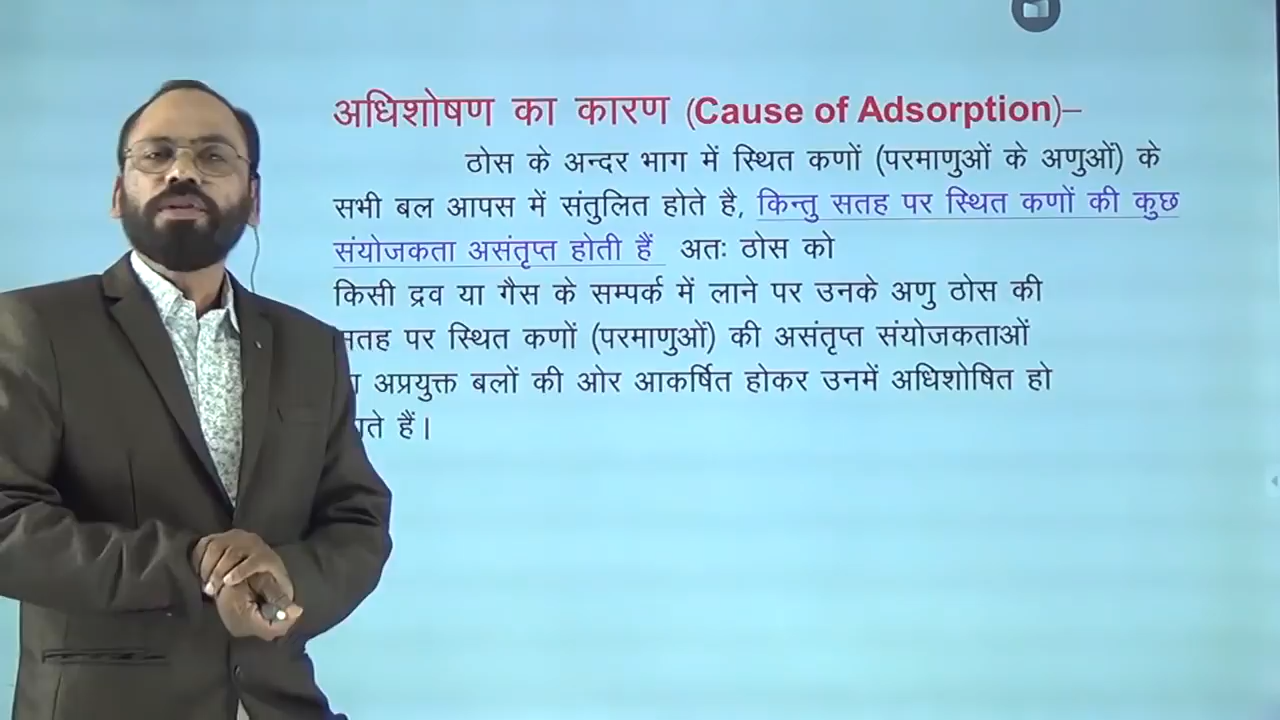 अधिशोषण का कारण (Cause of Adsorption)–
ठोस के अन्दर भाग में स्थित कणों (परमाणुओं के अणुओं) के
सभी बल आपस में संतुलित होते है, किन्तु सतह पर स्थित कणों की कुछ
संयोजकता असंतृप्त होती हैं अतः ठोस को
किसी द्रव या गैस के सम्पर्क में लाने पर उनके अणु ठोस की
पर स्थित कणों (परमाणुओं) की असंतृप्त संयोजकताओं
अप्रयुक्त बलों की ओर आकर्षित होकर उनमें अधिशोषित हो
हैं।